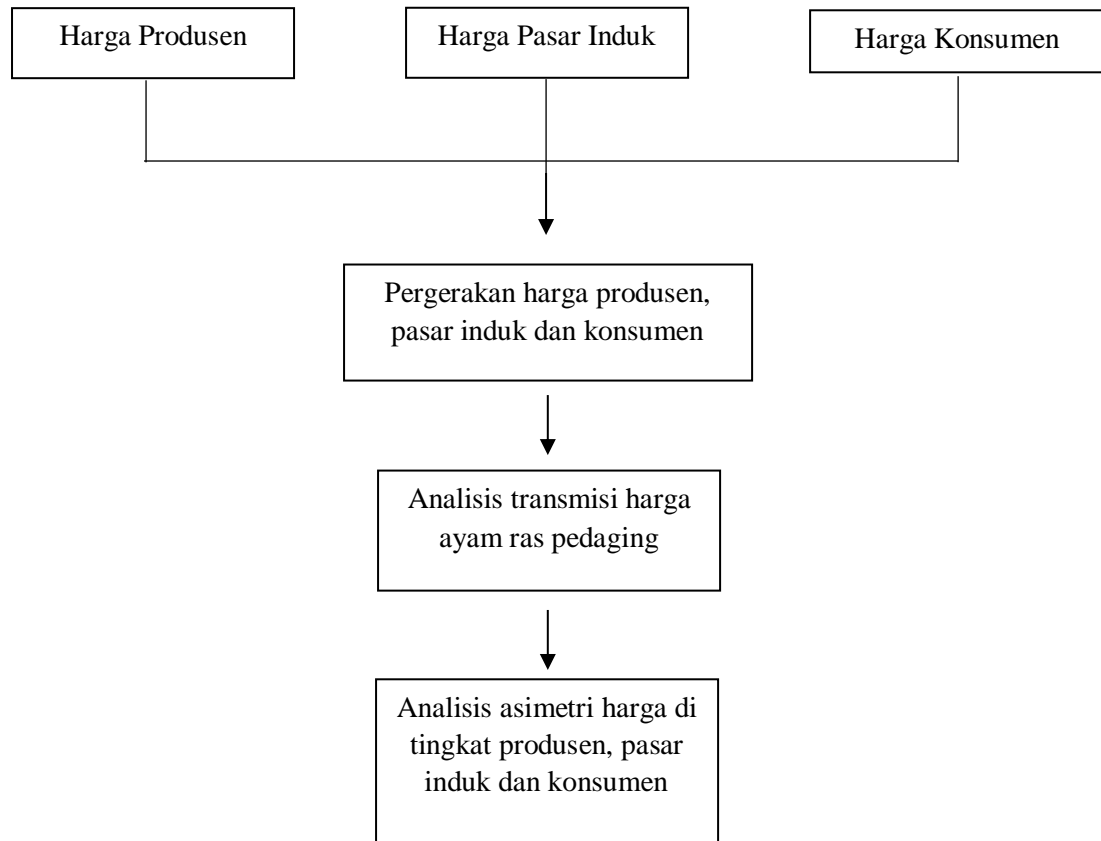 Harga Produsen
Harga Pasar Induk
Harga Konsumen
Pergerakan harga produsen,
pasar induk dan konsumen
Analisis transmisi harga
ayam ras pedaging
Analisis asimetri harga di
tingkat produsen, pasar
induk dan konsumen